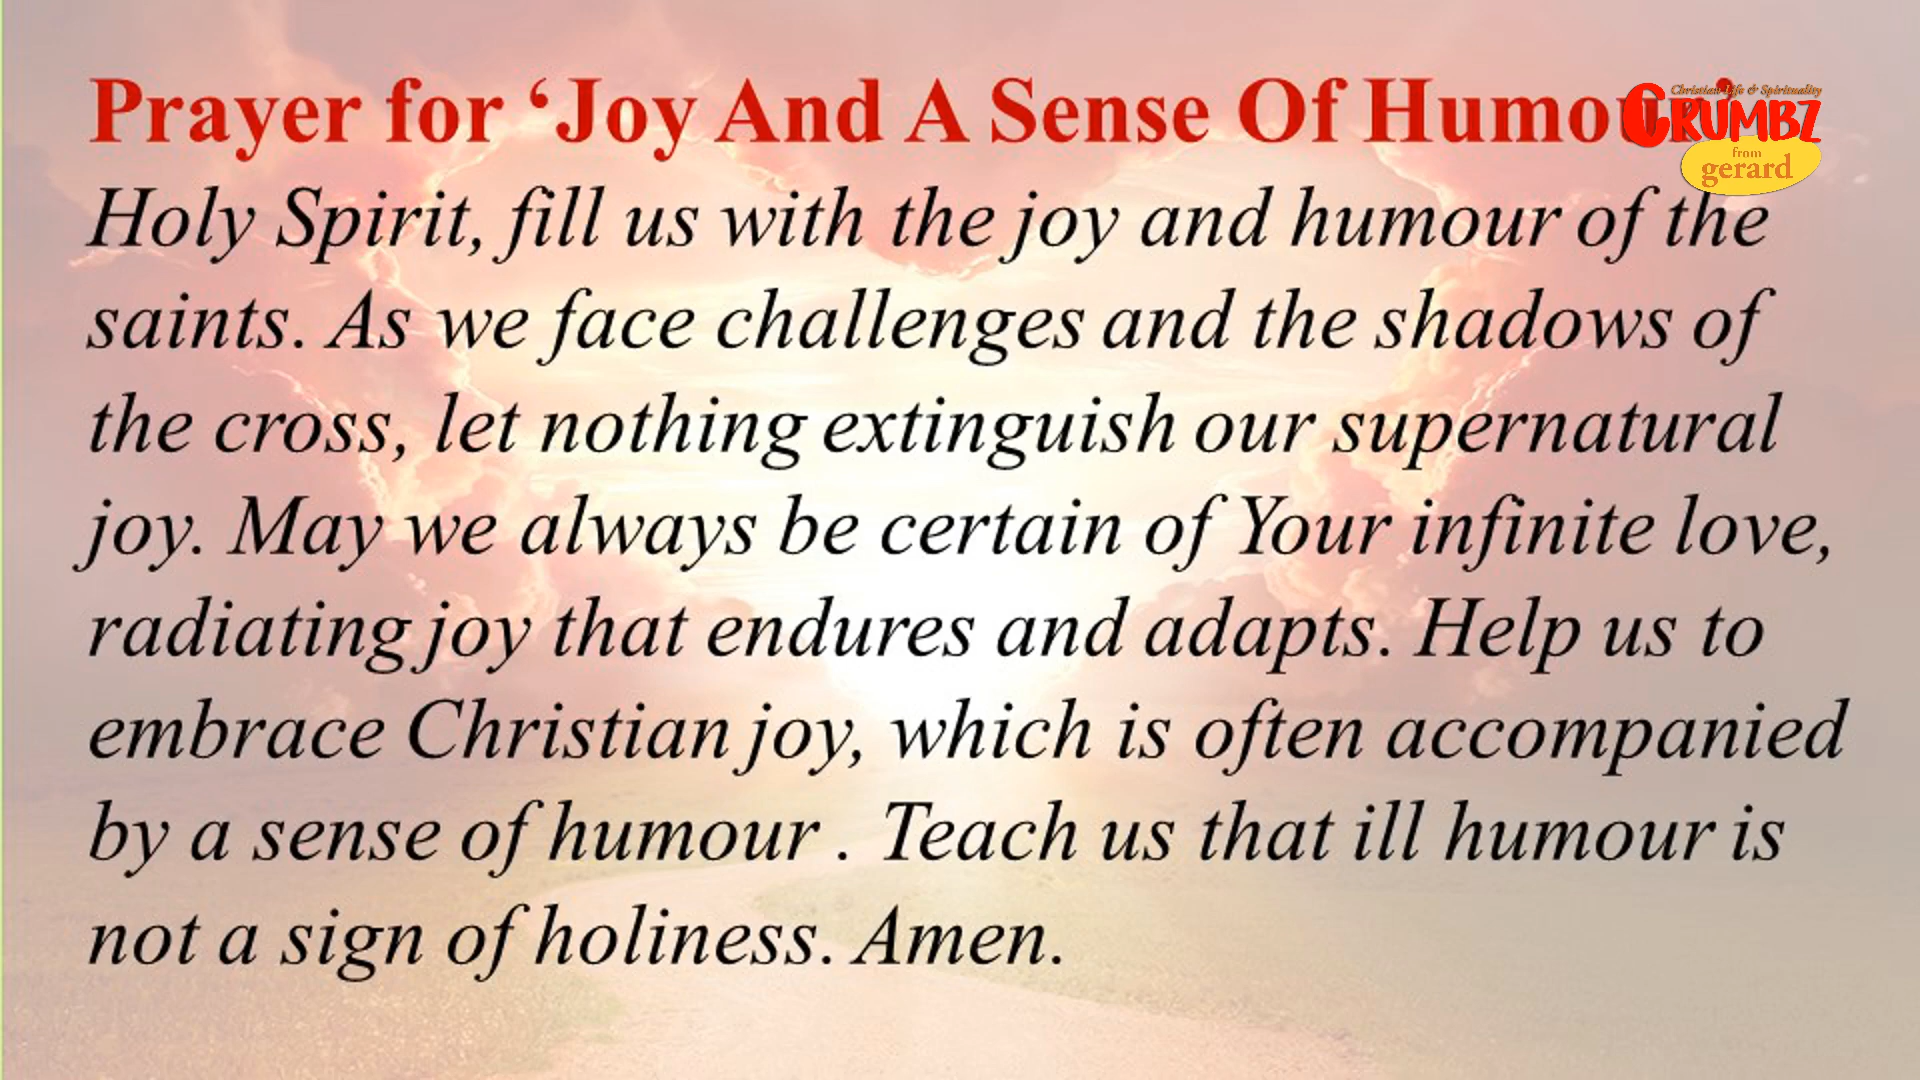 Prayer for ‘Joy And A Sense Of Humour’
Christian Life & Spirituality
CRUMBZ
from
gerard
Holy Spirit, fill us with the joy and humour of the
saints. As we face challenges and the shadows of
the cross, let nothing extinguish our supernatural
joy. May we always be certain of Your infinite love,
radiating joy that endures and adapts. Help us to
embrace Christian joy, which is often accompanied
by a sense of humour . Teach us that ill humour is
not a sign of holiness. Amen.